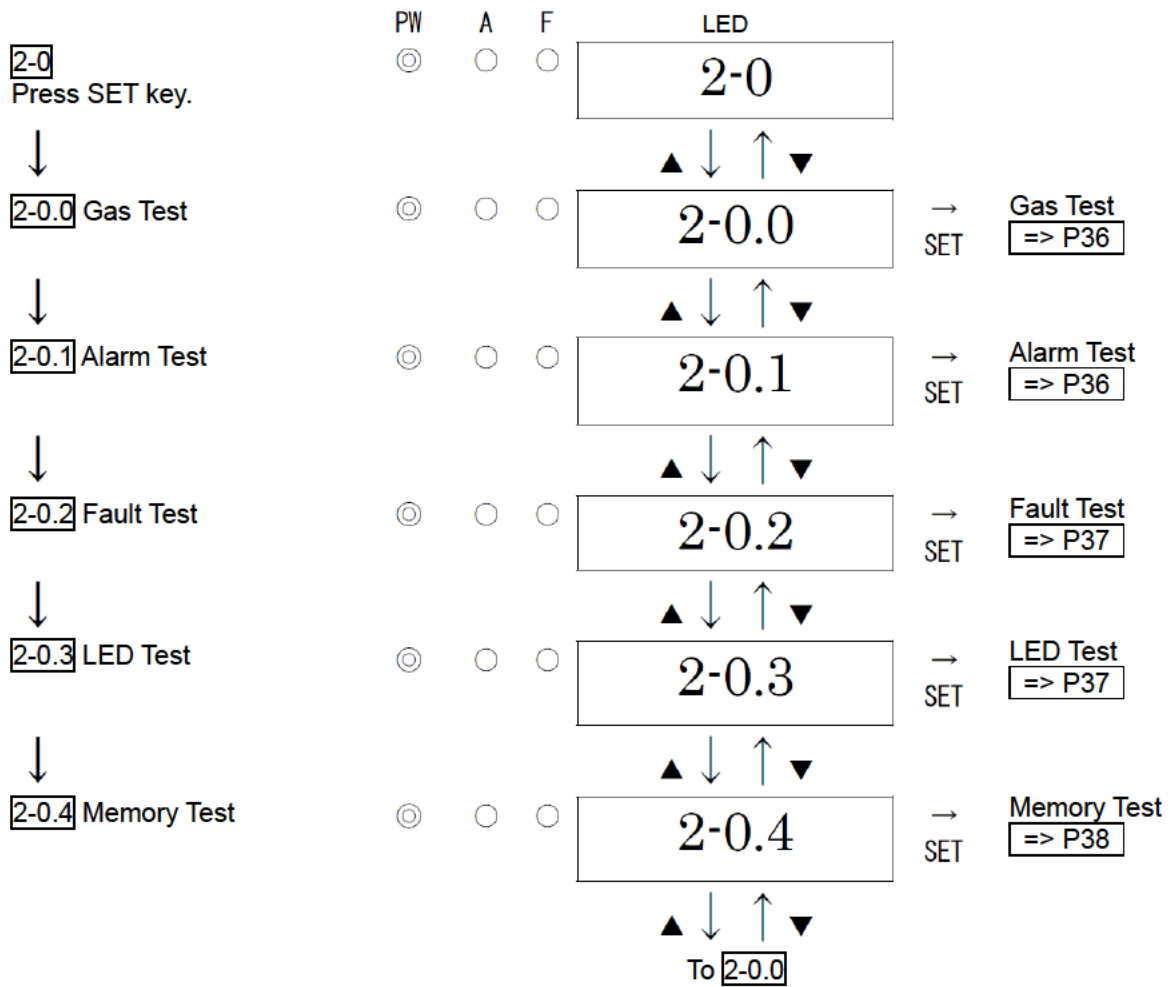 PW A F LED
2-0 2-0
Press SET key.
↓ ▲ ↓ ↑ ▼
2-0.0 Gas Test ◎ ○ ○ 2-0.0 → Gas Test
SET => P36
↓ ▲ ↓ ↑ ▼
2-0.1 Alarm Test ◎ ○ ○ 2-0.1 → Alarm Test
SET => P36
↓ ▲ ↓ ↑ ▼
2-0.2 Fault Test ◎ ○ ○ 2-0.2 → Fault Test
SET => P37
↓ ▲ ↓ ↑ ▼
2-0.3 LED Test ◎ ○ ○ 2-0.3 → LED Test
SET => P37
↓ ▲ ↓ ↑ ▼
2-0.4 Memory Test ◎ ○ ○ 2-0.4 → Memory Test
SET => P38
▲ ↓ ↑ ▼
To 2-0.0